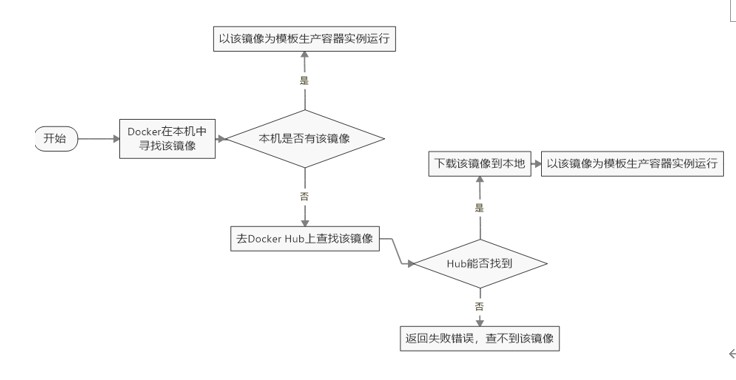 以该镜像为模板生产容器实例运行
是
开始
Docker在本机中
寻找该镜像
本机是否有该镜像
否
去Docker Hub上查找该镜像
下载该镜像到本地
以该镜像为模板生产容器实例运行
是
Hub能否找到
否
返回失败错误，查不到该镜像